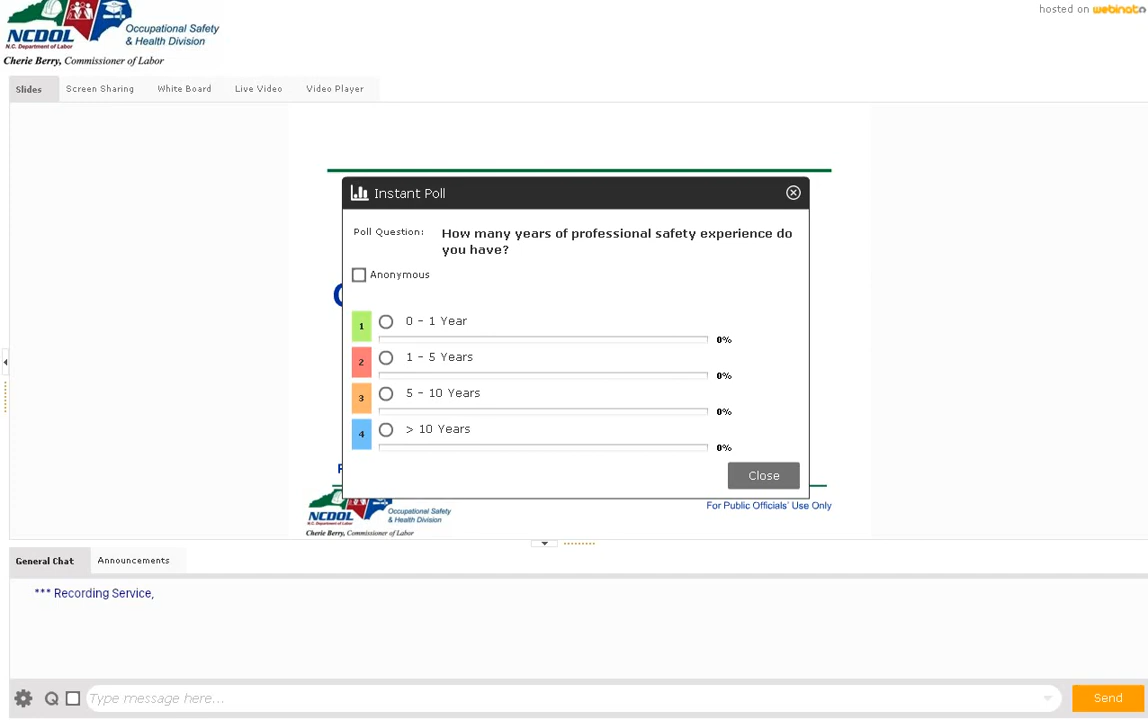 hosted on webinato
NCDOL
N.C. Department of Labor
Occupational Safety
& Health Division
Cherie Berry, Commissioner of Labor
Slides
Screen Sharing
White Board
Live Video
Video Player
Instant Poll
Poll Question:
How many years of professional safety experience do
you have?
Anonymous
1
0 - 1 Year
0%
2
1 - 5 Years
0%
3
5 - 10 Years
0%
4
> 10 Years
0%
Close
NCDOL
N.C. Department of Labor
Occupational Safety
& Health Division
Cherie Berry, Commissioner of Labor
For Public Officials' Use Only
General Chat
Announcements
*** Recording Service,
Q
Type message here...
Send